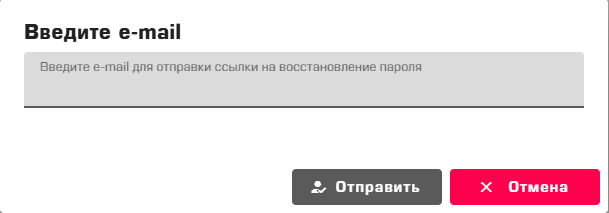 Введите e-mail
Введите e-mail для отправки ссылки на восстановление пароля
Отправить
Отмена